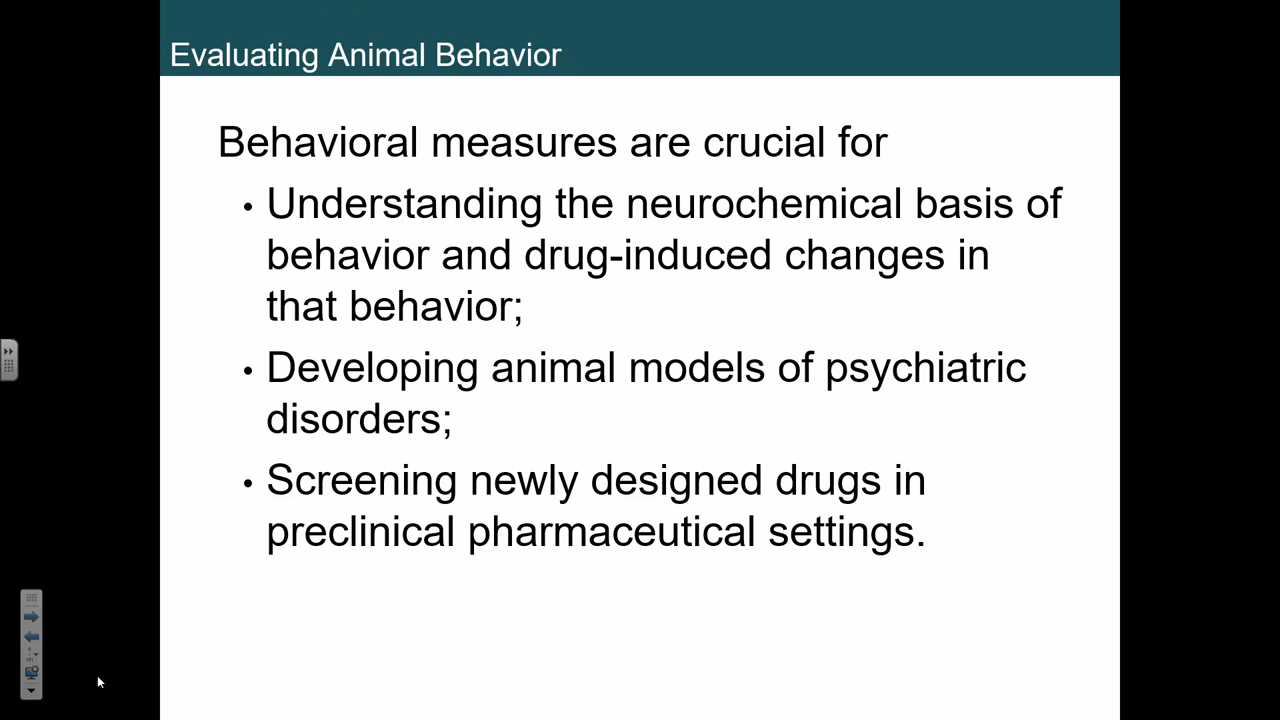 Evaluating Animal Behavior
Behavioral measures are crucial for
• Understanding the neurochemical basis of
behavior and drug-induced changes in
that behavior;
• Developing animal models of psychiatric
disorders;
• Screening newly designed drugs in
preclinical pharmaceutical settings.